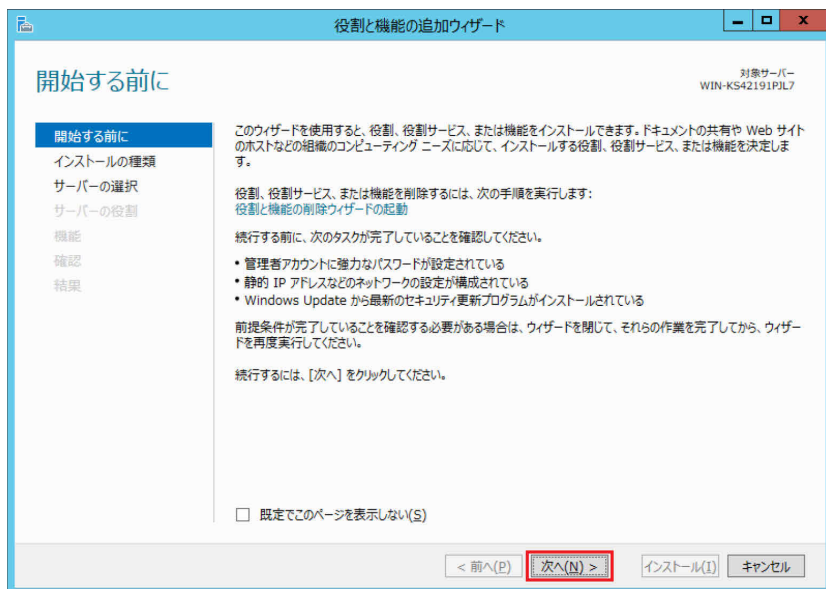 役割と機能の追加ウィザード
開始する前に
対象サーバー
WIN-KS42191PJL7
開始する前に
インストールの種類
サーバーの選択
サーバーの役割
機能
確認
結果
このウィザードを使用すると、役割、役割サービス、または機能をインストールできます。ドキュメントの共有や Web サイト
のホストなどの組織のコンピューティング ニーズに応じて、インストールする役割、役割サービス、または機能を決定しま
す。
役割、役割サービス、または機能を削除するには、次の手順を実行します:
役割と機能の削除ウィザードの起動
続行する前に、次のタスクが完了していることを確認してください。
• 管理者アカウントに強力なパスワードが設定されている
• 静的 IP アドレスなどのネットワークの設定が構成されている
• Windows Update から最新のセキュリティ更新プログラムがインストールされている
前提条件が完了していることを確認する必要がある場合は、ウィザードを閉じて、それらの作業を完了してから、ウィザー
ドを再度実行してください。
続行するには、[次へ] をクリックしてください。
既定でこのページを表示しない(S)
< 前へ(P) 次へ(N) > インストール(I) キャンセル